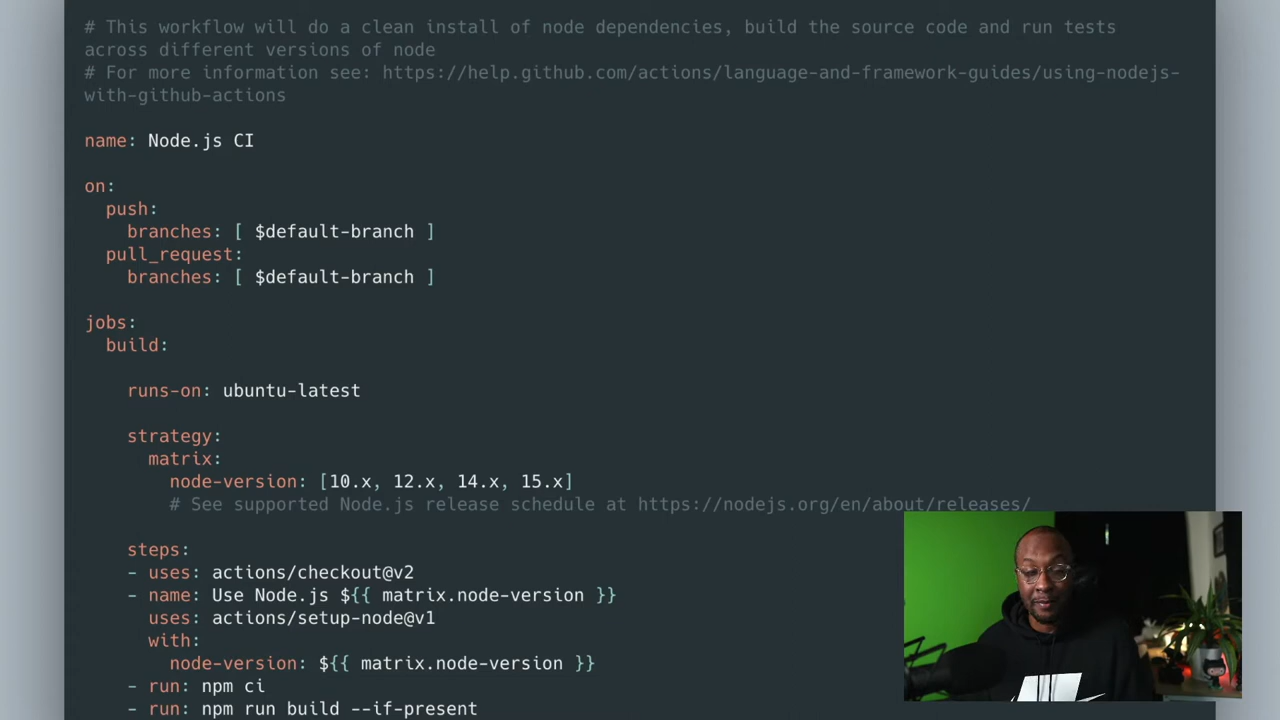 # This workflow will do a clean install of node dependencies, build the source code and run tests
across different versions of node
# For more information see: https://help.github.com/actions/language-and-framework-guides/using-nodejs-
with-github-actions
name: Node.js CI
on:
push:
branches: [ $default-branch ]
pull_request:
branches: [ $default-branch ]
jobs:
build:
runs-on: ubuntu-latest
strategy:
matrix:
node-version: [10.x, 12.x, 14.x, 15.x]
# See supported Node.js release schedule at https://nodejs.org/en/about/releases/
steps:
- uses: actions/checkout@v2
- name: Use Node.js ${{ matrix.node-version }}
uses: actions/setup-node@v1
with:
node-version: ${{ matrix.node-version }}
- run: npm ci
- run: npm run build --if-present